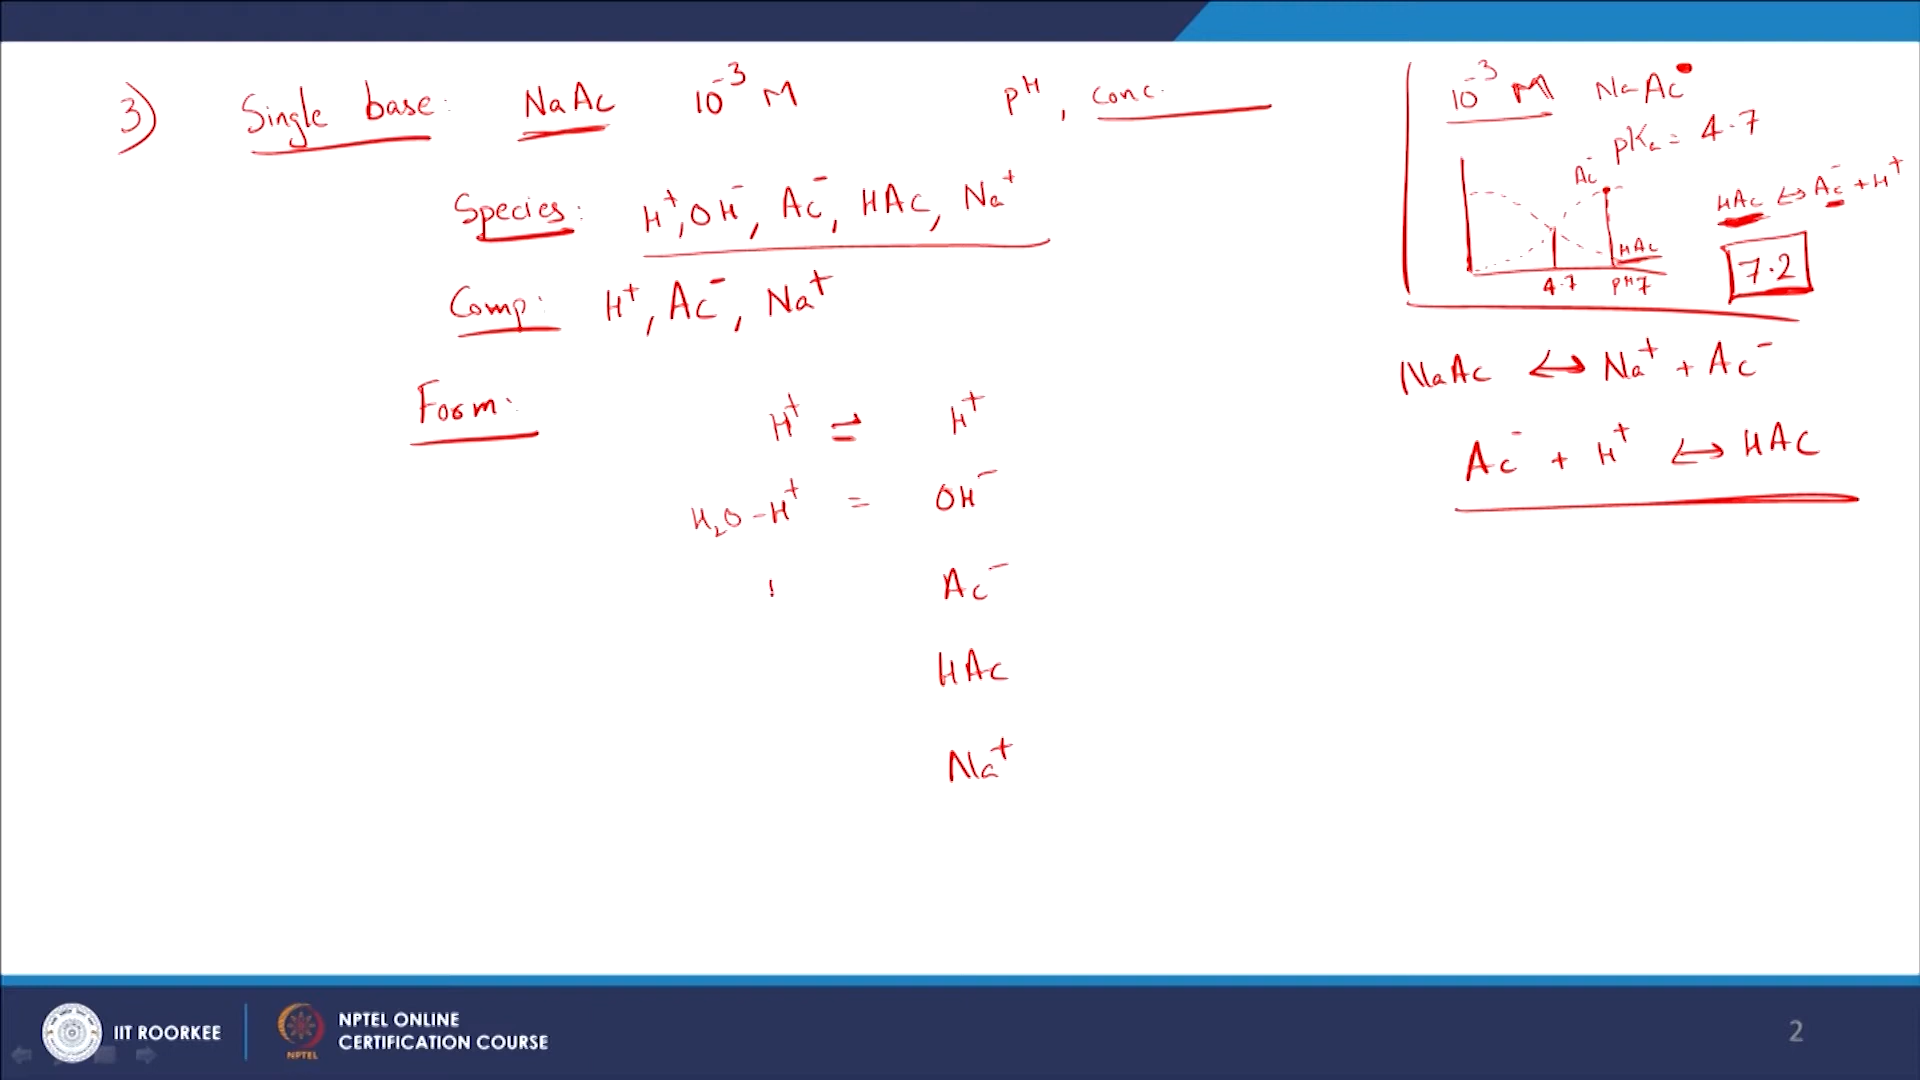 3) Single base: NaAc 10⁻³ M pH, conc.
Species: H⁺, OH⁻, Ac⁻, HAc, Na⁺
Comp: H⁺, Ac⁻, Na⁺
Form:
H⁺ ⇌ H⁺
H₂O - H⁺ = OH⁻
Ac⁻
HAc
Na⁺
10⁻³ M NaAc
pKa = 4.7
Ac⁻
HAc ↔ Ac⁻ + H⁺
HAc
4.7 pH7
7.2
NaAc ↔ Na⁺ + Ac⁻
Ac⁻ + H⁺ ↔ HAC
IIT ROORKEE
NPTEL
NPTEL ONLINE
CERTIFICATION COURSE
2